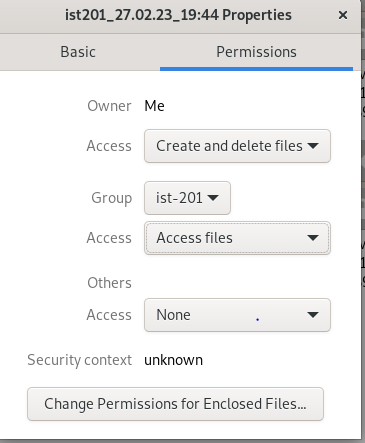 ist201_27.02.23_19:44 Properties ×
Basic Permissions
Owner Me
Access Create and delete files
Group ist-201
Access Access files
Others
Access None
Security context unknown
Change Permissions for Enclosed Files...